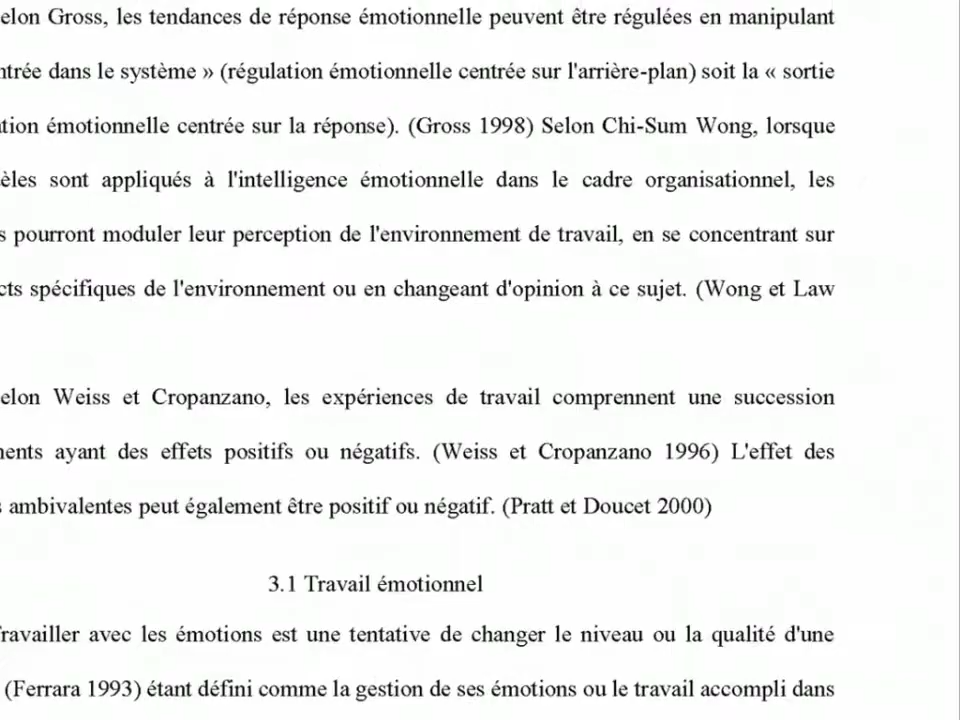 elon Gross, les tendances de réponse émotionnelle peuvent être régulées en manipulant
ntrée dans le système » (régulation émotionnelle centrée sur l'arrière-plan) soit la « sortie
tion émotionnelle centrée sur la réponse). (Gross 1998) Selon Chi-Sum Wong, lorsque
èles sont appliqués à l'intelligence émotionnelle dans le cadre organisationnel, les
s pourront moduler leur perception de l'environnement de travail, en se concentrant sur
cts spécifiques de l'environnement ou en changeant d'opinion à ce sujet. (Wong et Law
elon Weiss et Cropanzano, les expériences de travail comprennent une succession
ments ayant des effets positifs ou négatifs. (Weiss et Cropanzano 1996) L'effet des
s ambivalentes peut également être positif ou négatif. (Pratt et Doucet 2000)
3.1 Travail émotionnel
Travailler avec les émotions est une tentative de changer le niveau ou la qualité d'une
(Ferrara 1993) étant défini comme la gestion de ses émotions ou le travail accompli dans